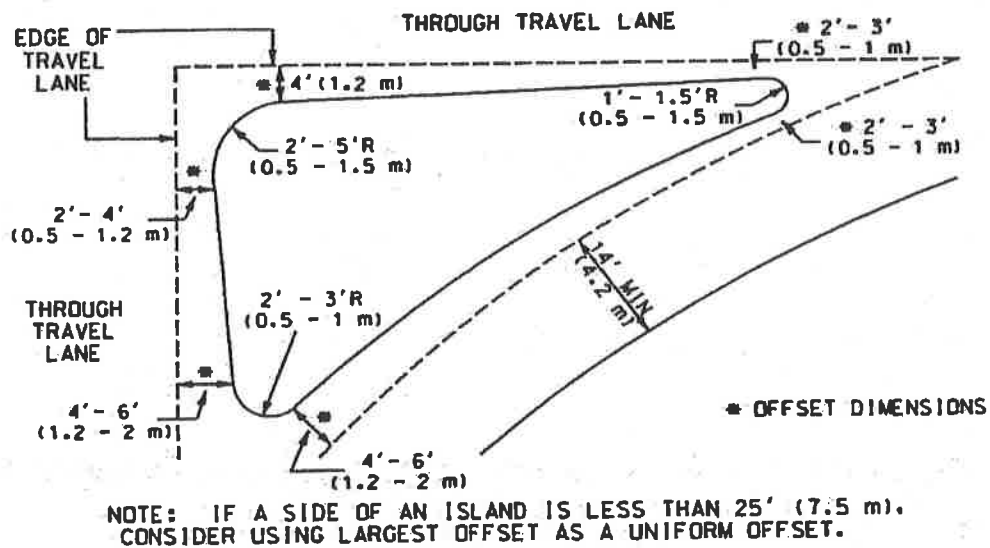 THROUGH TRAVEL LANE
EDGE OF
TRAVEL
LANE
* 2'- 3'
(0.5 - 1 m)
* 4' (1.2 m)
1'- 1.5'R
(0.5 - 1.5 m)
2'- 5'R
(0.5 - 1.5 m)
* 2' - 3'
(0.5 - 1 m)
*
2'- 4'
(0.5 - 1.2 m)
14' MIN
(4.2 m)
THROUGH
TRAVEL
LANE
2' - 3'R
(0.5 - 1 m)
*
4'- 6'
(1.2 - 2 m)
*
4'- 6'
(1.2 - 2 m)
* OFFSET DIMENSIONS
NOTE: IF A SIDE OF AN ISLAND IS LESS THAN 25' (7.5 m).
CONSIDER USING LARGEST OFFSET AS A UNIFORM OFFSET.